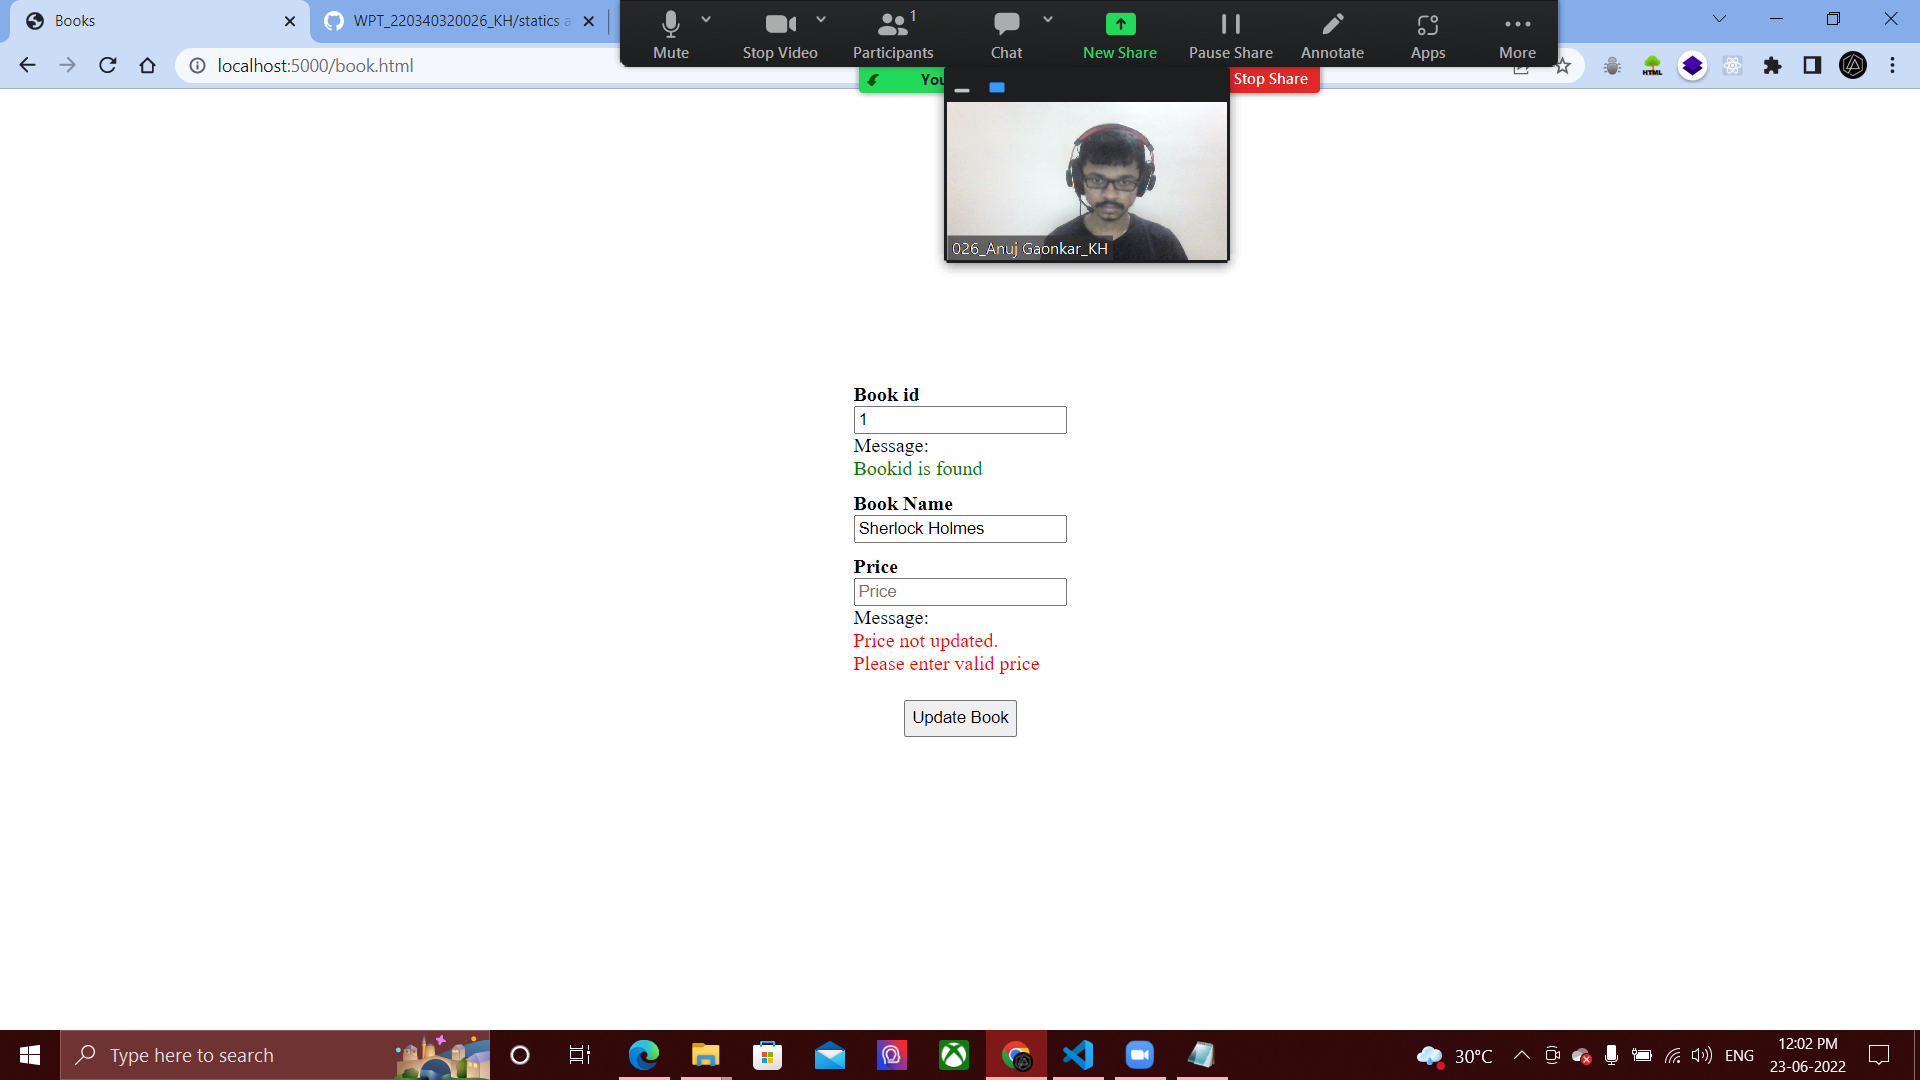 Books
WPT_220340320026_KH/statics a
Mute
Stop Video
Participants
1
Chat
New Share
Pause Share
Annotate
Apps
More
localhost:5000/book.html
HTML
You
Stop Share
026_Anuj Gaonkar_KH
Book id
1
Message:
Bookid is found
Book Name
Sherlock Holmes
Price
Price
Message:
Price not updated.
Please enter valid price
Update Book
Type here to search
30°C
ENG
12:02 PM
23-06-2022